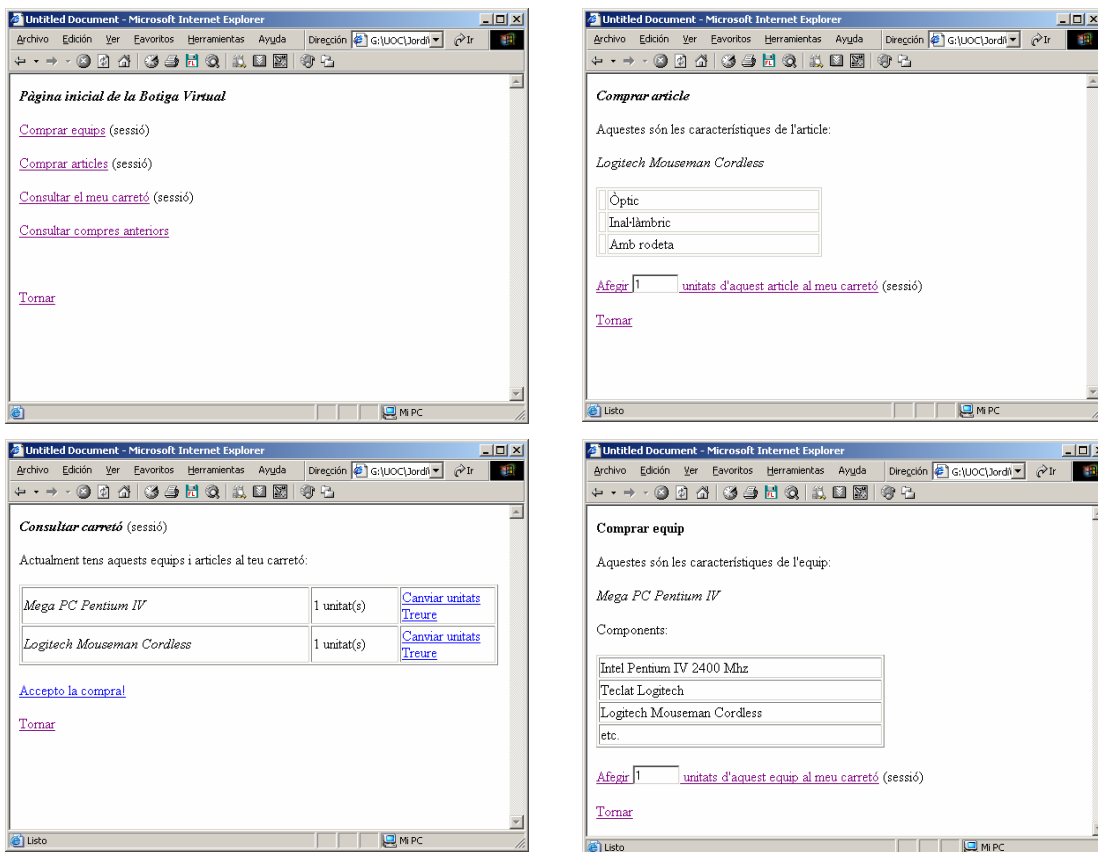 Untitled Document - Microsoft Internet Explorer
Archivo Edición Ver Favoritos Herramientas Ayuda Dirección G:\UOC\Jordi\ Ir
Pàgina inicial de la Botiga Virtual
Comprar equips (sessió)
Comprar articles (sessió)
Consultar el meu carretó (sessió)
Consultar compres anteriors
Tornar
Mi PC
Untitled Document - Microsoft Internet Explorer
Archivo Edición Ver Favoritos Herramientas Ayuda Dirección G:\UOC\Jordi\ Ir
Comprar article
Aquestes són les característiques de l'article:
Logitech Mouseman Cordless
Òptic
Inal·làmbric
Amb rodeta
Afegir 1 unitats d'aquest article al meu carretó (sessió)
Tornar
Listo Mi PC
Untitled Document - Microsoft Internet Explorer
Archivo Edición Ver Favoritos Herramientas Ayuda Dirección G:\UOC\Jordi\ Ir
Consultar carretó (sessió)
Actualment tens aquests equips i articles al teu carretó:
Mega PC Pentium IV 1 unitat(s) Canviar unitats
Treure
Logitech Mouseman Cordless 1 unitat(s) Canviar unitats
Treure
Accepto la compra!
Tornar
Listo Mi PC
Untitled Document - Microsoft Internet Explorer
Archivo Edición Ver Favoritos Herramientas Ayuda Dirección G:\UOC\Jordi\ Ir
Comprar equip
Aquestes són les característiques de l'equip:
Mega PC Pentium IV
Components:
Intel Pentium IV 2400 Mhz
Teclat Logitech
Logitech Mouseman Cordless
etc.
Afegir 1 unitats d'aquest equip al meu carretó (sessió)
Tornar
Listo Mi PC